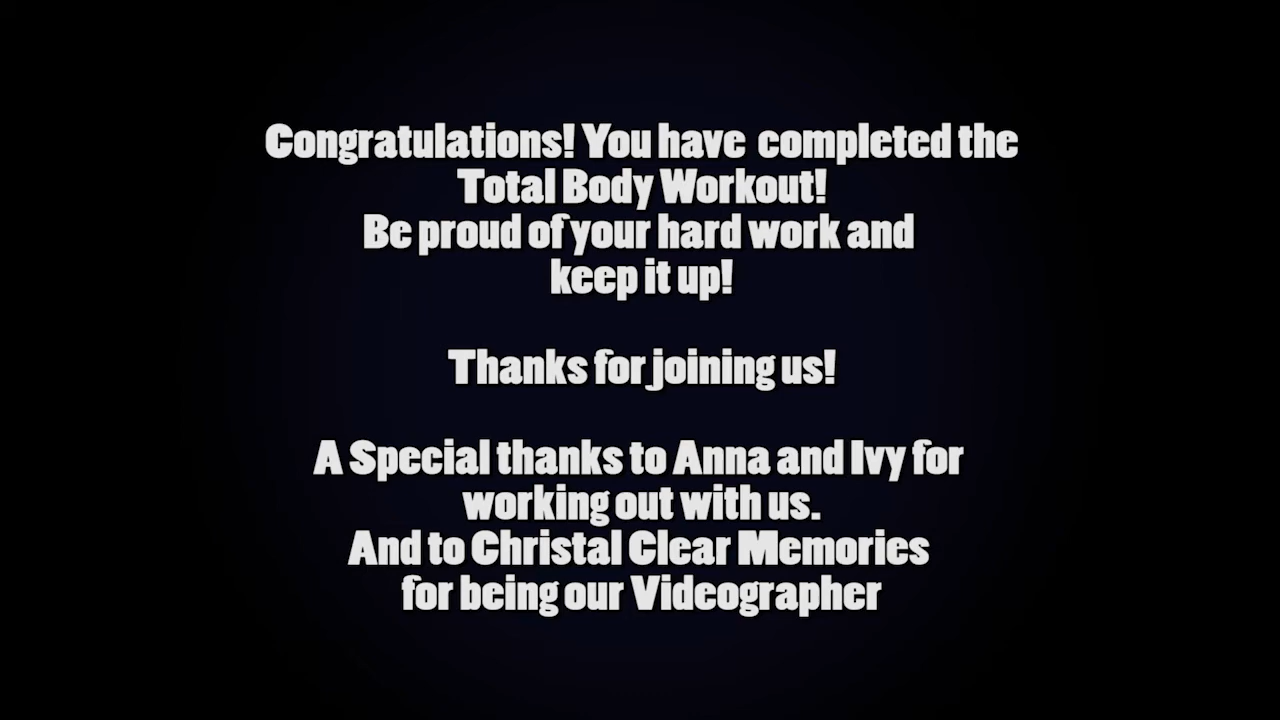 Congratulations! You have completed the
Total Body Workout!
Be proud of your hard work and
keep it up!
Thanks for joining us!
A Special thanks to Anna and Ivy for
working out with us.
And to Christal Clear Memories
for being our Videographer